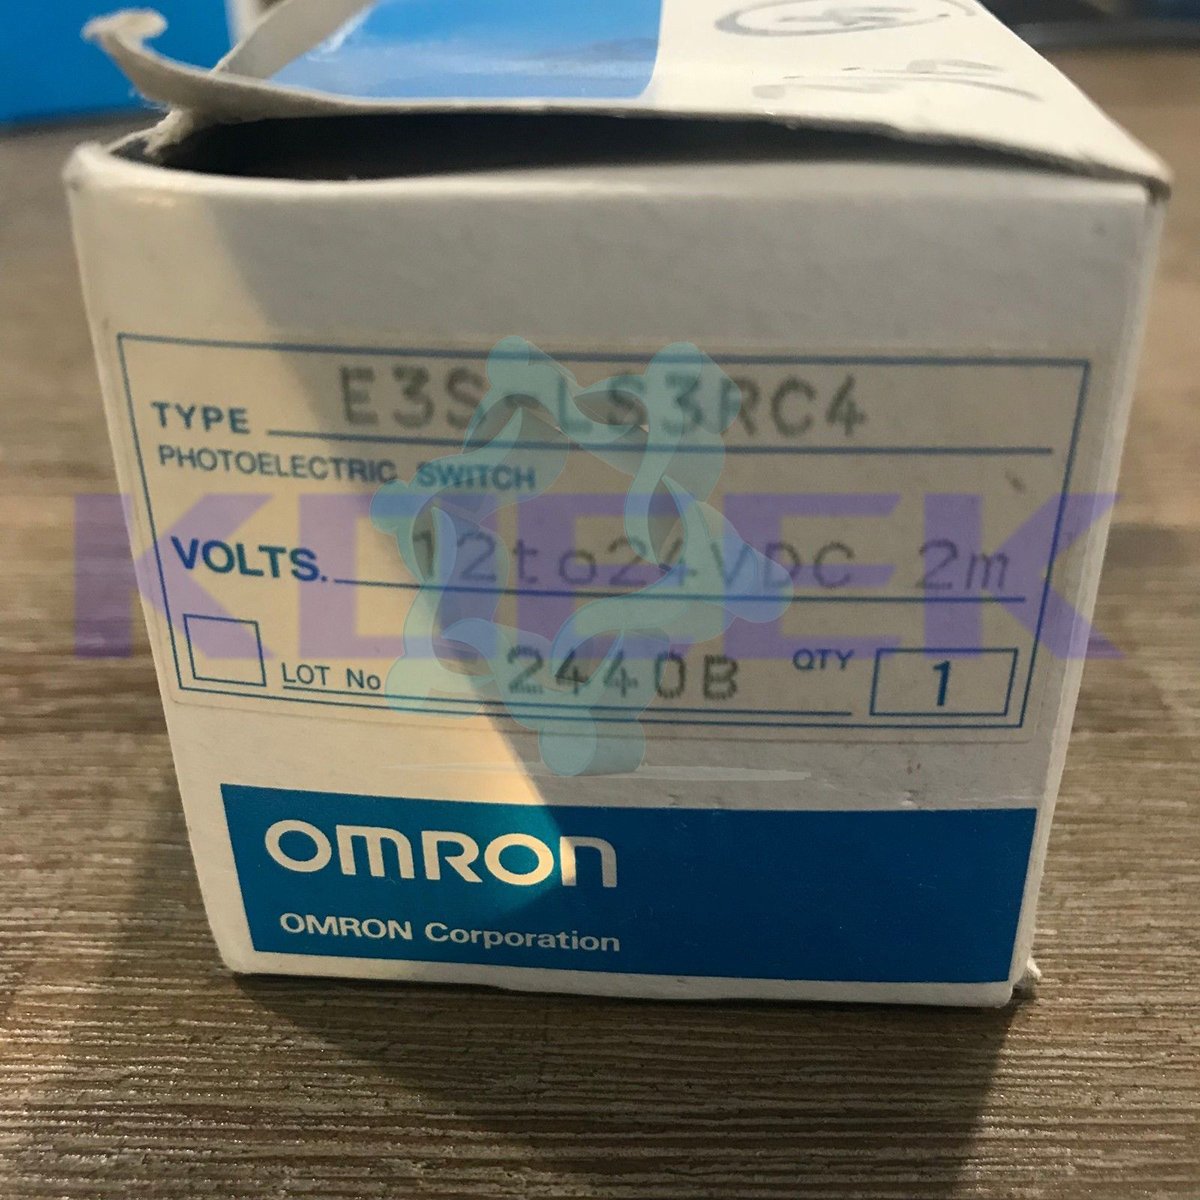 TYPE E3S-LS3RC4
PHOTOELECTRIC SWITCH
VOLTS. 12to24VDC 2m
LOT No 2440B QTY 1
OMRON
OMRON Corporation